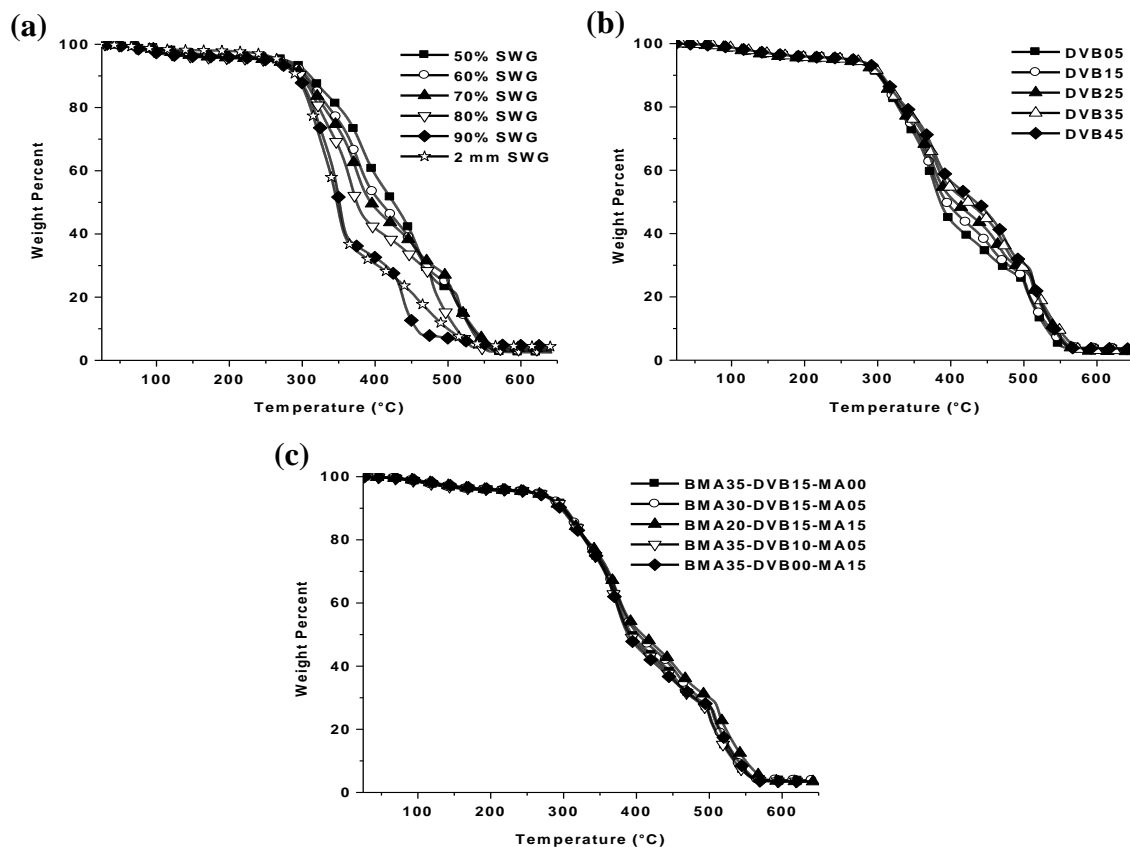 (a)
100
80
60
40
20
0
Weight Percent
100 200 300 400 500 600
Temperature (°C)
50% SWG
60% SWG
70% SWG
80% SWG
90% SWG
2 mm SWG
(b)
100
80
60
40
20
0
Weight Percent
100 200 300 400 500 600
Temperature (°C)
DVB05
DVB15
DVB25
DVB35
DVB45
(c)
100
80
60
40
20
0
Weight Percent
100 200 300 400 500 600
Temperature (°C)
BMA35-DVB15-MA00
BMA30-DVB15-MA05
BMA20-DVB15-MA15
BMA35-DVB10-MA05
BMA35-DVB00-MA15